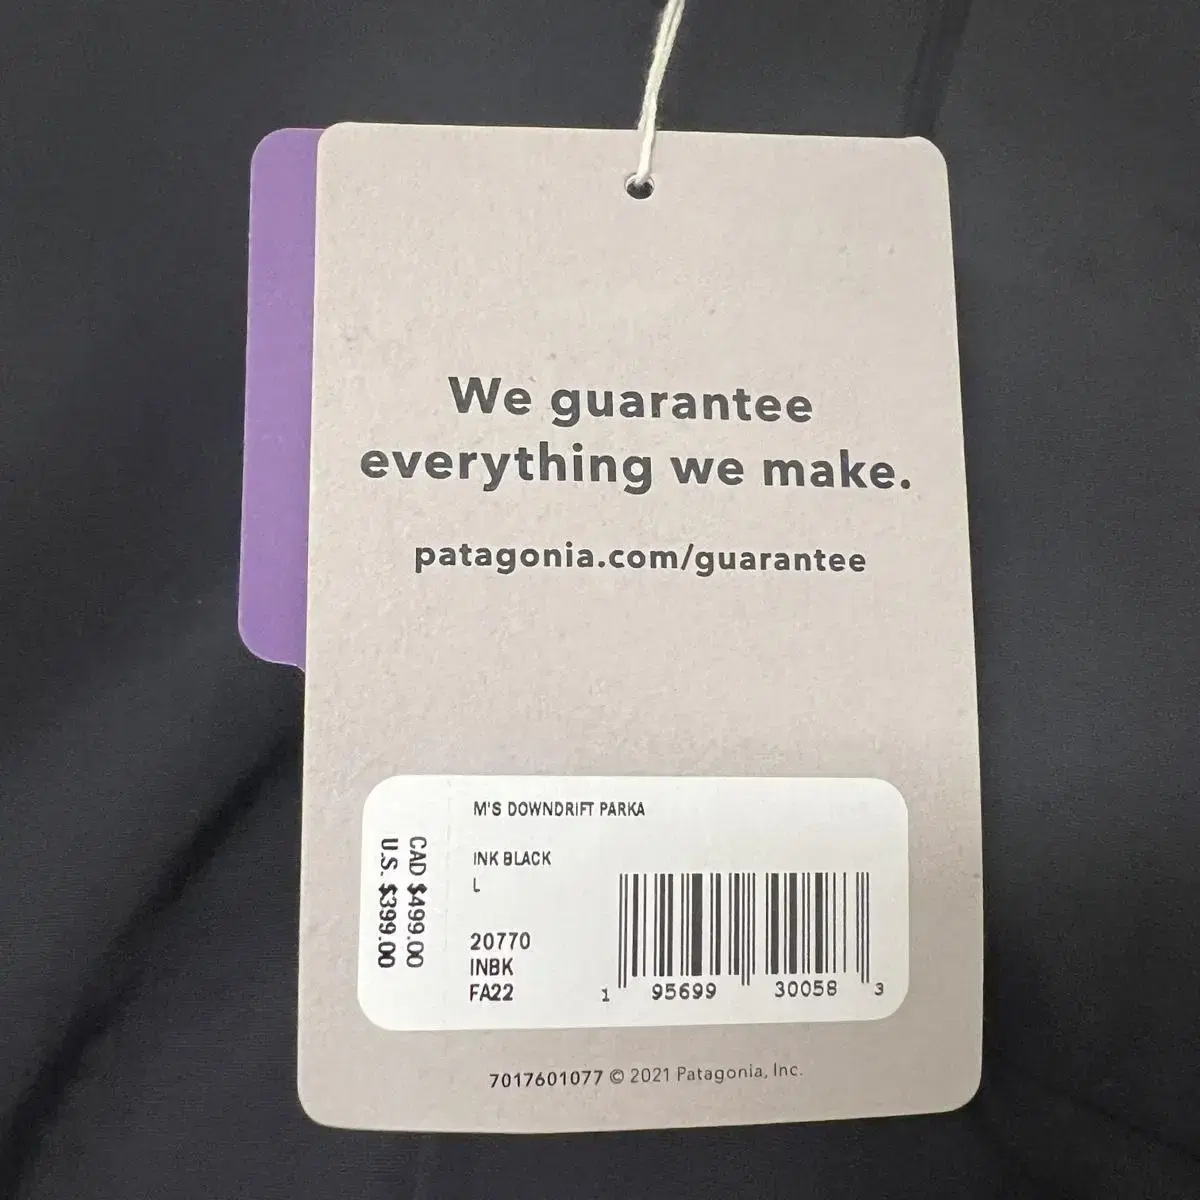 We guarantee
everything we make.
patagonia.com/guarantee
M'S DOWNDRIFT PARKA
INK BLACK
L
20770
INBK
FA22
CAD $499.00
U.S. $399.00
1 95699 30058 3
7017601077 © 2021 Patagonia, Inc.